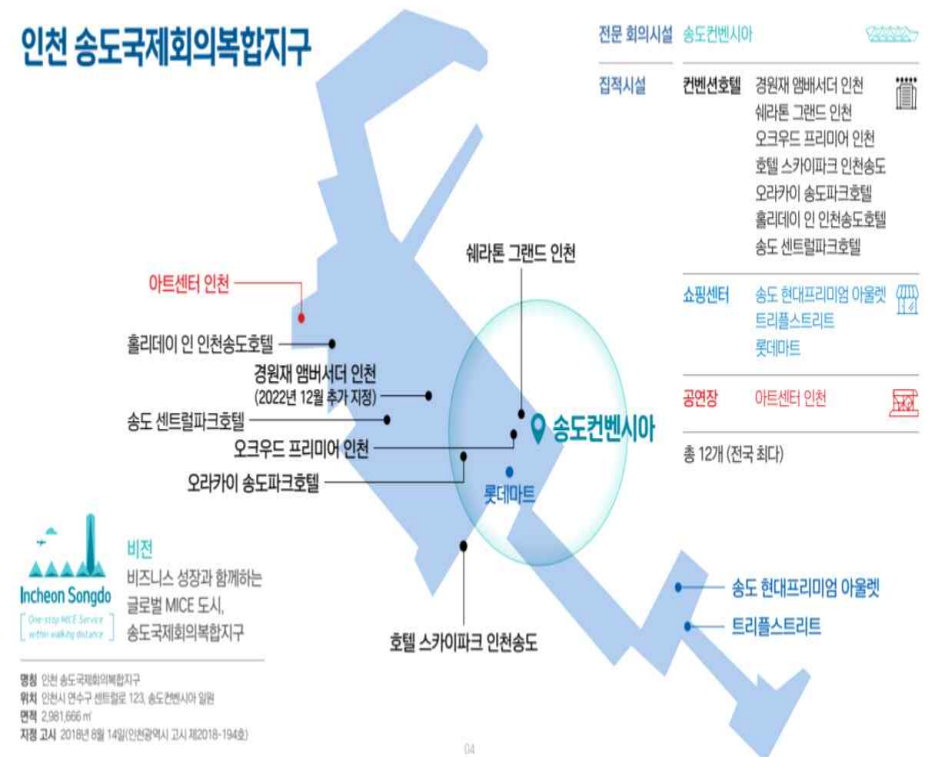 인천 송도국제회의복합지구
전문 회의시설 송도컨벤시아
집적시설 컨벤션호텔 경원재 앰배서더 인천
쉐라톤 그랜드 인천
오크우드 프리미어 인천
호텔 스카이파크 인천송도
오라카이 송도파크호텔
홀리데이 인 인천송도호텔
송도 센트럴파크호텔
쇼핑센터 송도 현대프리미엄 아울렛
트리플스트리트
롯데마트
공연장 아트센터 인천
총 12개 (전국 최다)
쉐라톤 그랜드 인천
아트센터 인천
홀리데이 인 인천송도호텔
경원재 앰버서더 인천
(2022년 12월 추가 지정)
송도 센트럴파크호텔
송도컨벤시아
오크우드 프리미어 인천
오라카이 송도파크호텔
롯데마트
호텔 스카이파크 인천송도
송도 현대프리미엄 아울렛
트리플스트리트
Incheon Songdo
One-stop MICE Service
within walking distance
비전
비즈니스 성장과 함께하는
글로벌 MICE 도시,
송도국제회의복합지구
명칭 인천 송도국제회의복합지구
위치 인천시 연수구 센트럴로 123, 송도컨벤시아 일원
면적 2,981,666㎡
지정 고시 2018년 8월 14일(인천광역시 고시 제2018-194호)
04